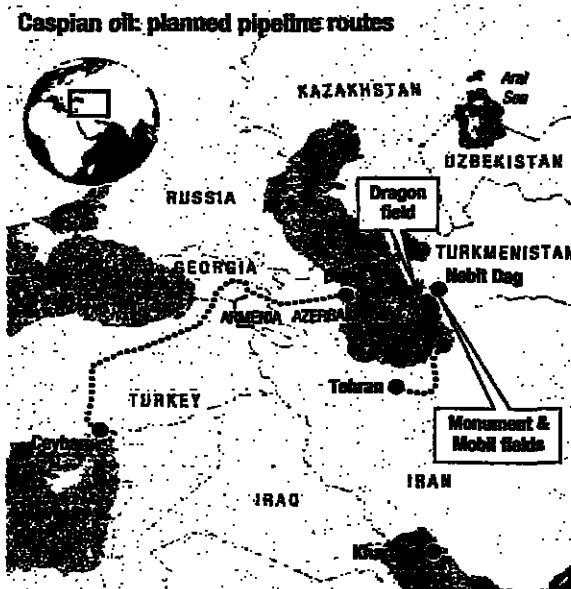 Caspian oil: planned pipeline routes
KAZAKHSTAN
Aral
Sea
UZBEKISTAN
RUSSIA
Dragon
field
GEORGIA
TURKMENISTAN
Nebit Dag
ARMENIA
Tehran
TURKEY
Monument &
Mobil fields
IRAN
IRAQ